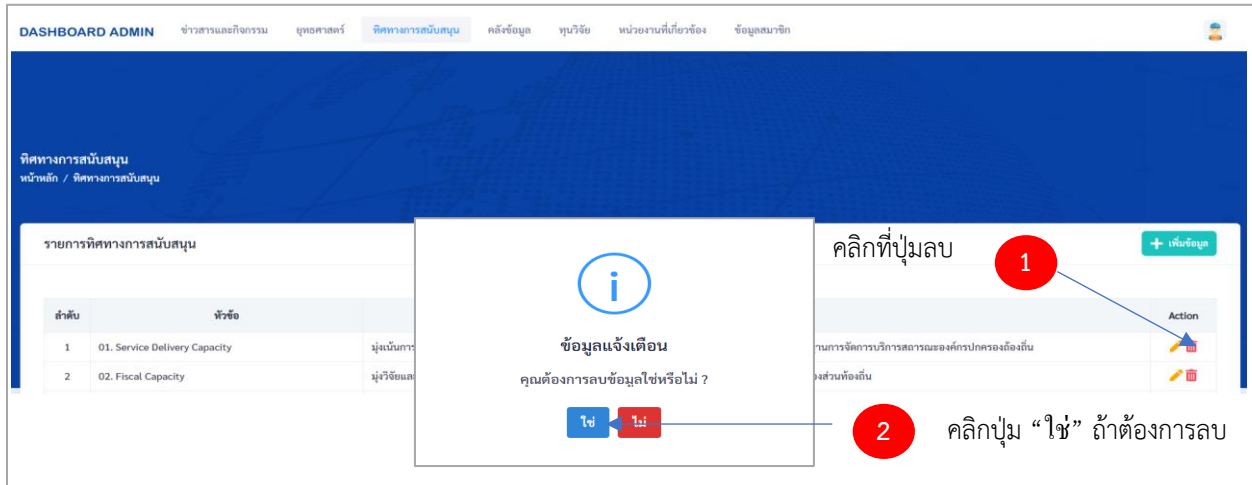 DASHBOARD ADMIN ข่าวสารและกิจกรรม ยุทธศาสตร์ ทิศทางการสนับสนุน คลังข้อมูล ทุนวิจัย หน่วยงานที่เกี่ยวข้อง ข้อมูลสมาชิก
ทิศทางการสนับสนุน
หน้าหลัก / ทิศทางการสนับสนุน
รายการทิศทางการสนับสนุน
คลิกที่ปุ่มลบ
1
+ เพิ่มข้อมูล
ลำดับ หัวข้อ Action
1 01. Service Delivery Capacity มุ่งเน้นการ านการจัดการบริการสาธารณะองค์กรปกครองท้องถิ่น
2 02. Fiscal Capacity มุ่งวิจัยและ งส่วนท้องถิ่น
i
ข้อมูลแจ้งเตือน
คุณต้องการลบข้อมูลใช่หรือไม่ ?
ใช่ ไม่
2 คลิกปุ่ม “ใช่” ถ้าต้องการลบ